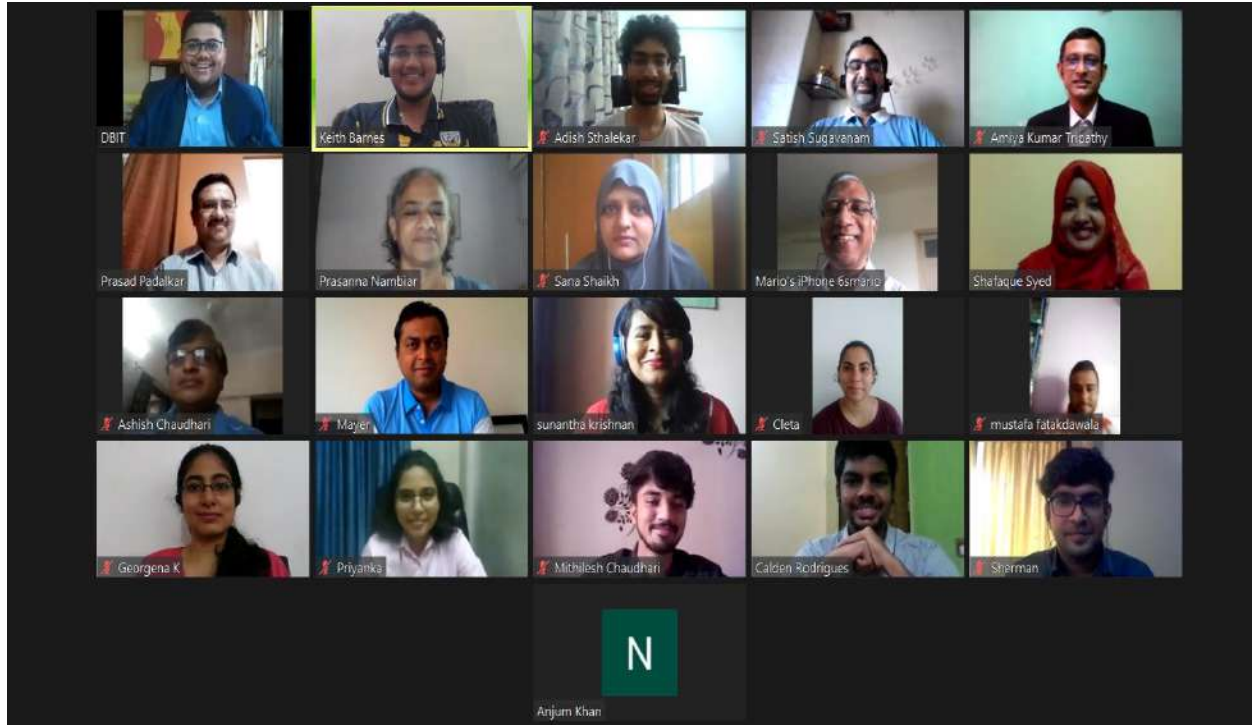 DBIT
Keith Barnes
Adish Sthalekar
Satish Sugavanam
Amiya Kumar Tripathy
Prasad Padalkar
Prasanna Nambiar
Sana Shaikh
Mario's iPhone 6smario
Shafaque Syed
Ashish Chaudhari
Mayer
sunantha krishnan
Cleta
mustafa fatakdawala
Georgena K
Priyanka
Mithilesh Chaudhari
Calden Rodrigues
Sherman
N
Anjum Khan